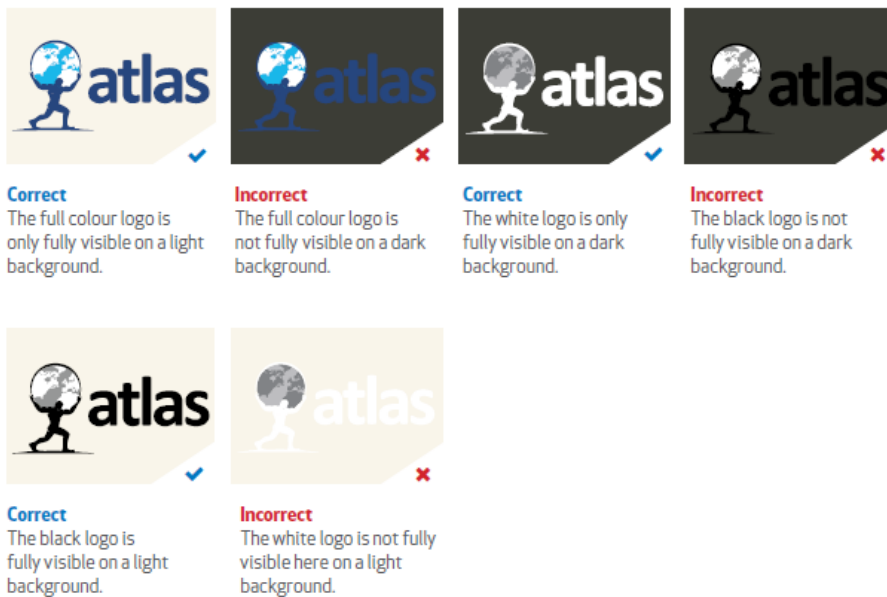 atlas
Correct
The full colour logo is
only fully visible on a light
background.
atlas
Incorrect
The full colour logo is
not fully visible on a dark
background.
atlas
Correct
The white logo is only
fully visible on a dark
background.
atlas
Incorrect
The black logo is not
fully visible on a dark
background.
atlas
Correct
The black logo is
fully visible on a light
background.
atlas
Incorrect
The white logo is not fully
visible here on a light
background.